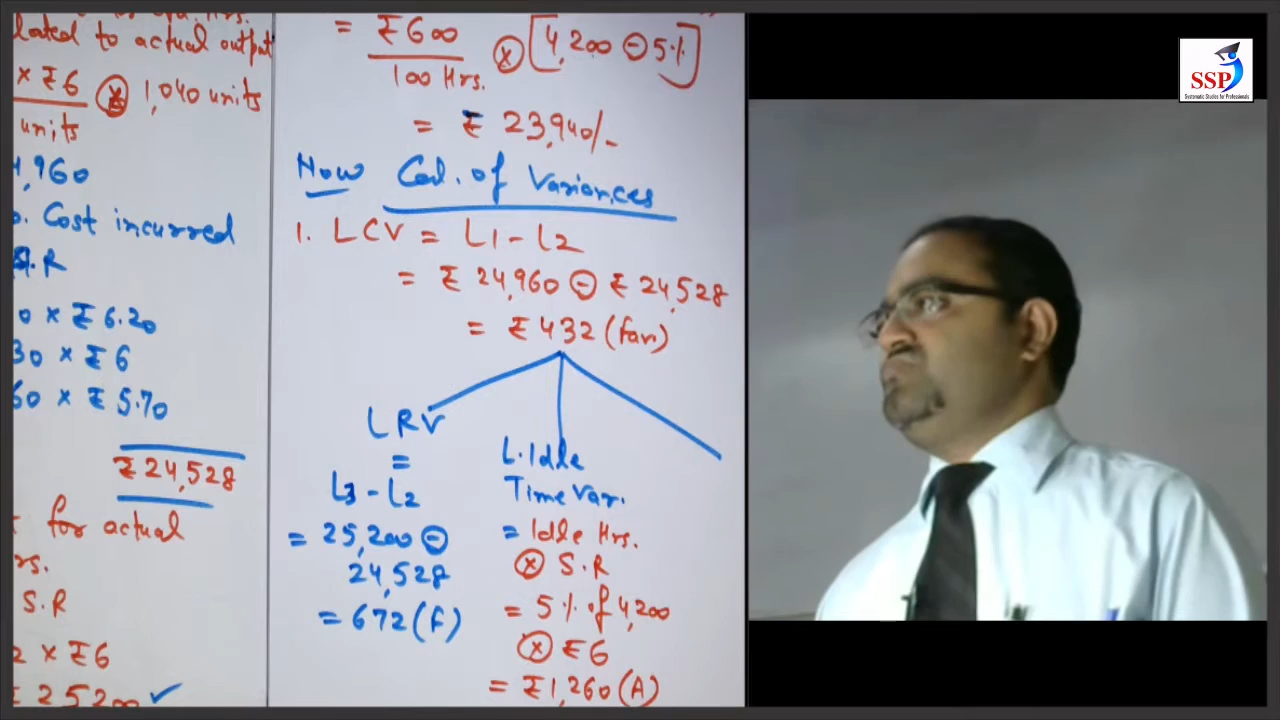 lated to actual output
x ₹6 ⊗ 1,040 units
units
4,960
Cost incurred
x ₹6.20
30 x ₹6
60 x ₹5.70
₹24,528
for actual
rs.
S.R
2 x ₹6
₹25200 ✓
= ₹600 ⊗ [4,200 ⊖ 5%]
100 Hrs.
= ₹ 23,940/-
Now Cal. of Variances
1. LCV = L1 - L2
= ₹ 24,960 ⊖ ₹ 24,528
= ₹ 432 (fav)
LRV
=
L3 - L2
= 25,200 ⊖
24,528
= 672 (F)
L. Idle
Time Var.
= Idle Hrs.
⊗ S.R
= 5% of 4,200
⊗ ₹6
= ₹1,260 (A)
SSP
Systematic Studies for Professionals